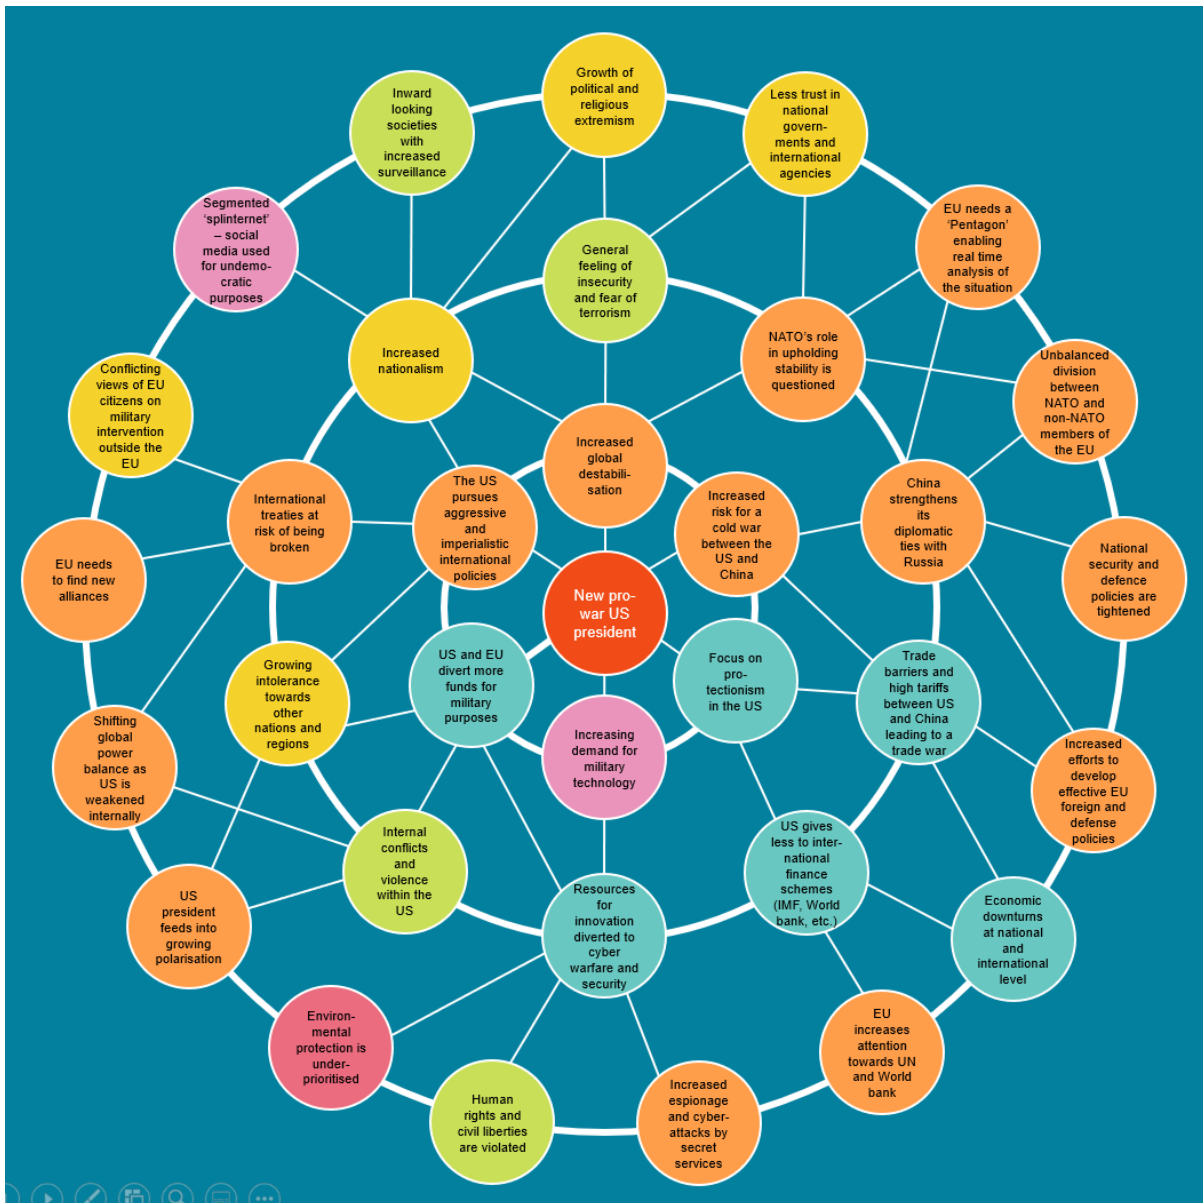 Growth of
political and
religious
extremism
Inward
looking
societies
with
increased
surveillance
Less trust in
national
govern-
ments and
international
agencies
Segmented
‘splinternet’
– social
media used
for undemo-
cratic
purposes
EU needs a
‘Pentagon’
enabling
real time
analysis of
the situation
General
feeling of
insecurity
and fear of
terrorism
Increased
nationalism
NATO’s role
in upholding
stability is
questioned
Conflicting
views of EU
citizens on
military
intervention
outside the
EU
Unbalanced
division
between
NATO and
non-NATO
members of
the EU
Increased
global
destabili-
sation
International
treaties at
risk of being
broken
The US
pursues
aggressive
and
imperialistic
international
policies
Increased
risk for a
cold war
between the
US and
China
China
strengthens
its
diplomatic
ties with
Russia
EU needs
to find new
alliances
National
security and
defence
policies are
tightened
New pro-
war US
president
Growing
intolerance
towards
other
nations and
regions
US and EU
divert more
funds for
military
purposes
Focus on
pro-
tectionism
in the US
Trade
barriers and
high tariffs
between US
and China
leading to a
trade war
Shifting
global
power
balance as
US is
weakened
internally
Increasing
demand for
military
technology
Increased
efforts to
develop
effective EU
foreign and
defense
policies
Internal
conflicts
and
violence
within the
US
US gives
less to inter-
national
finance
schemes
(IMF, World
bank, etc.)
US
president
feeds into
growing
polarisation
Resources
for
innovation
diverted to
cyber
warfare and
security
Economic
downturns
at national
and
international
level
Environ-
mental
protection is
under-
prioritised
EU
increases
attention
towards UN
and World
bank
Human
rights and
civil liberties
are violated
Increased
espionage
and cyber-
attacks by
secret
services